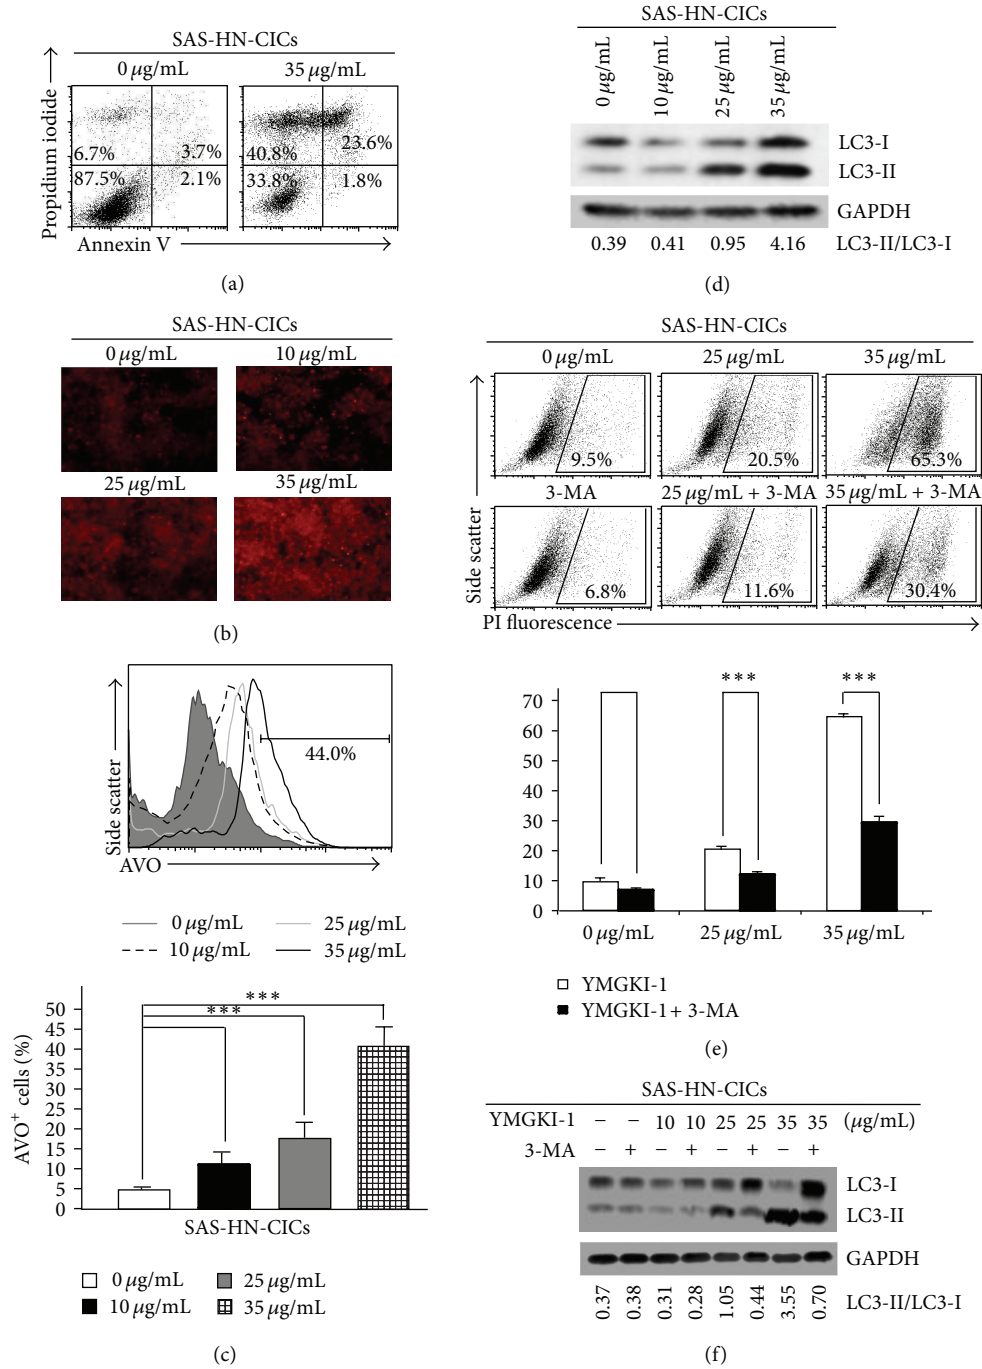 SAS-HN-CICs
0 μg/mL
35 μg/mL
Propidium iodide
6.7%
3.7%
87.5%
2.1%
40.8%
23.6%
33.8%
1.8%
Annexin V
(a)
SAS-HN-CICs
0 μg/mL
10 μg/mL
25 μg/mL
35 μg/mL
(b)
Side scatter
44.0%
AVO
0 μg/mL
25 μg/mL
10 μg/mL
35 μg/mL
AVO+ cells (%)
50
45
40
35
30
25
20
15
10
5
0
***
***
SAS-HN-CICs
0 μg/mL
25 μg/mL
10 μg/mL
35 μg/mL
(c)
SAS-HN-CICs
0 μg/mL
10 μg/mL
25 μg/mL
35 μg/mL
LC3-I
LC3-II
GAPDH
0.39 0.41 0.95 4.16 LC3-II/LC3-I
(d)
SAS-HN-CICs
0 μg/mL
25 μg/mL
35 μg/mL
9.5%
20.5%
65.3%
3-MA
25 μg/mL + 3-MA
35 μg/mL + 3-MA
6.8%
11.6%
30.4%
Side scatter
PI fluorescence
70
60
50
40
30
20
10
0
***
***
0 μg/mL
25 μg/mL
35 μg/mL
YMGKI-1
YMGKI-1 + 3-MA
(e)
SAS-HN-CICs
YMGKI-1 − − 10 10 25 25 35 35 (μg/mL)
3-MA − + − + − + − +
LC3-I
LC3-II
GAPDH
0.37 0.38 0.31 0.28 1.05 0.44 3.55 0.70 LC3-II/LC3-I
(f)